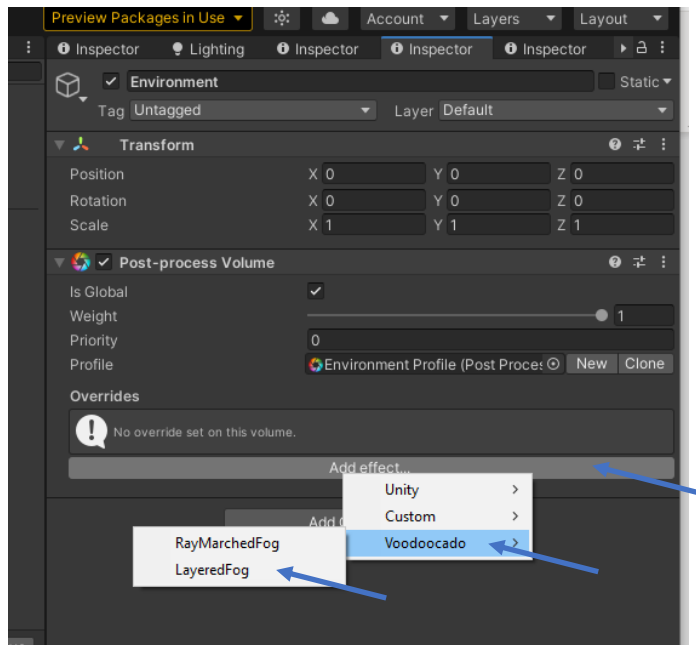 Preview Packages in Use Account Layers Layout
Inspector Lighting Inspector Inspector Inspector
Environment Static
Tag Untagged Layer Default
Transform
Position X 0 Y 0 Z 0
Rotation X 0 Y 0 Z 0
Scale X 1 Y 1 Z 1
Post-process Volume
Is Global
Weight 1
Priority 0
Profile Environment Profile (Post Proces New Clone
Overrides
No override set on this volume.
Add effect...
Unity
Add
Custom
Voodoocado
RayMarchedFog
LayeredFog